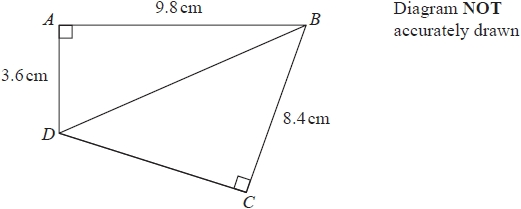 9.8 cm
A
B
Diagram NOT
accurately drawn
3.6 cm
8.4 cm
D
C